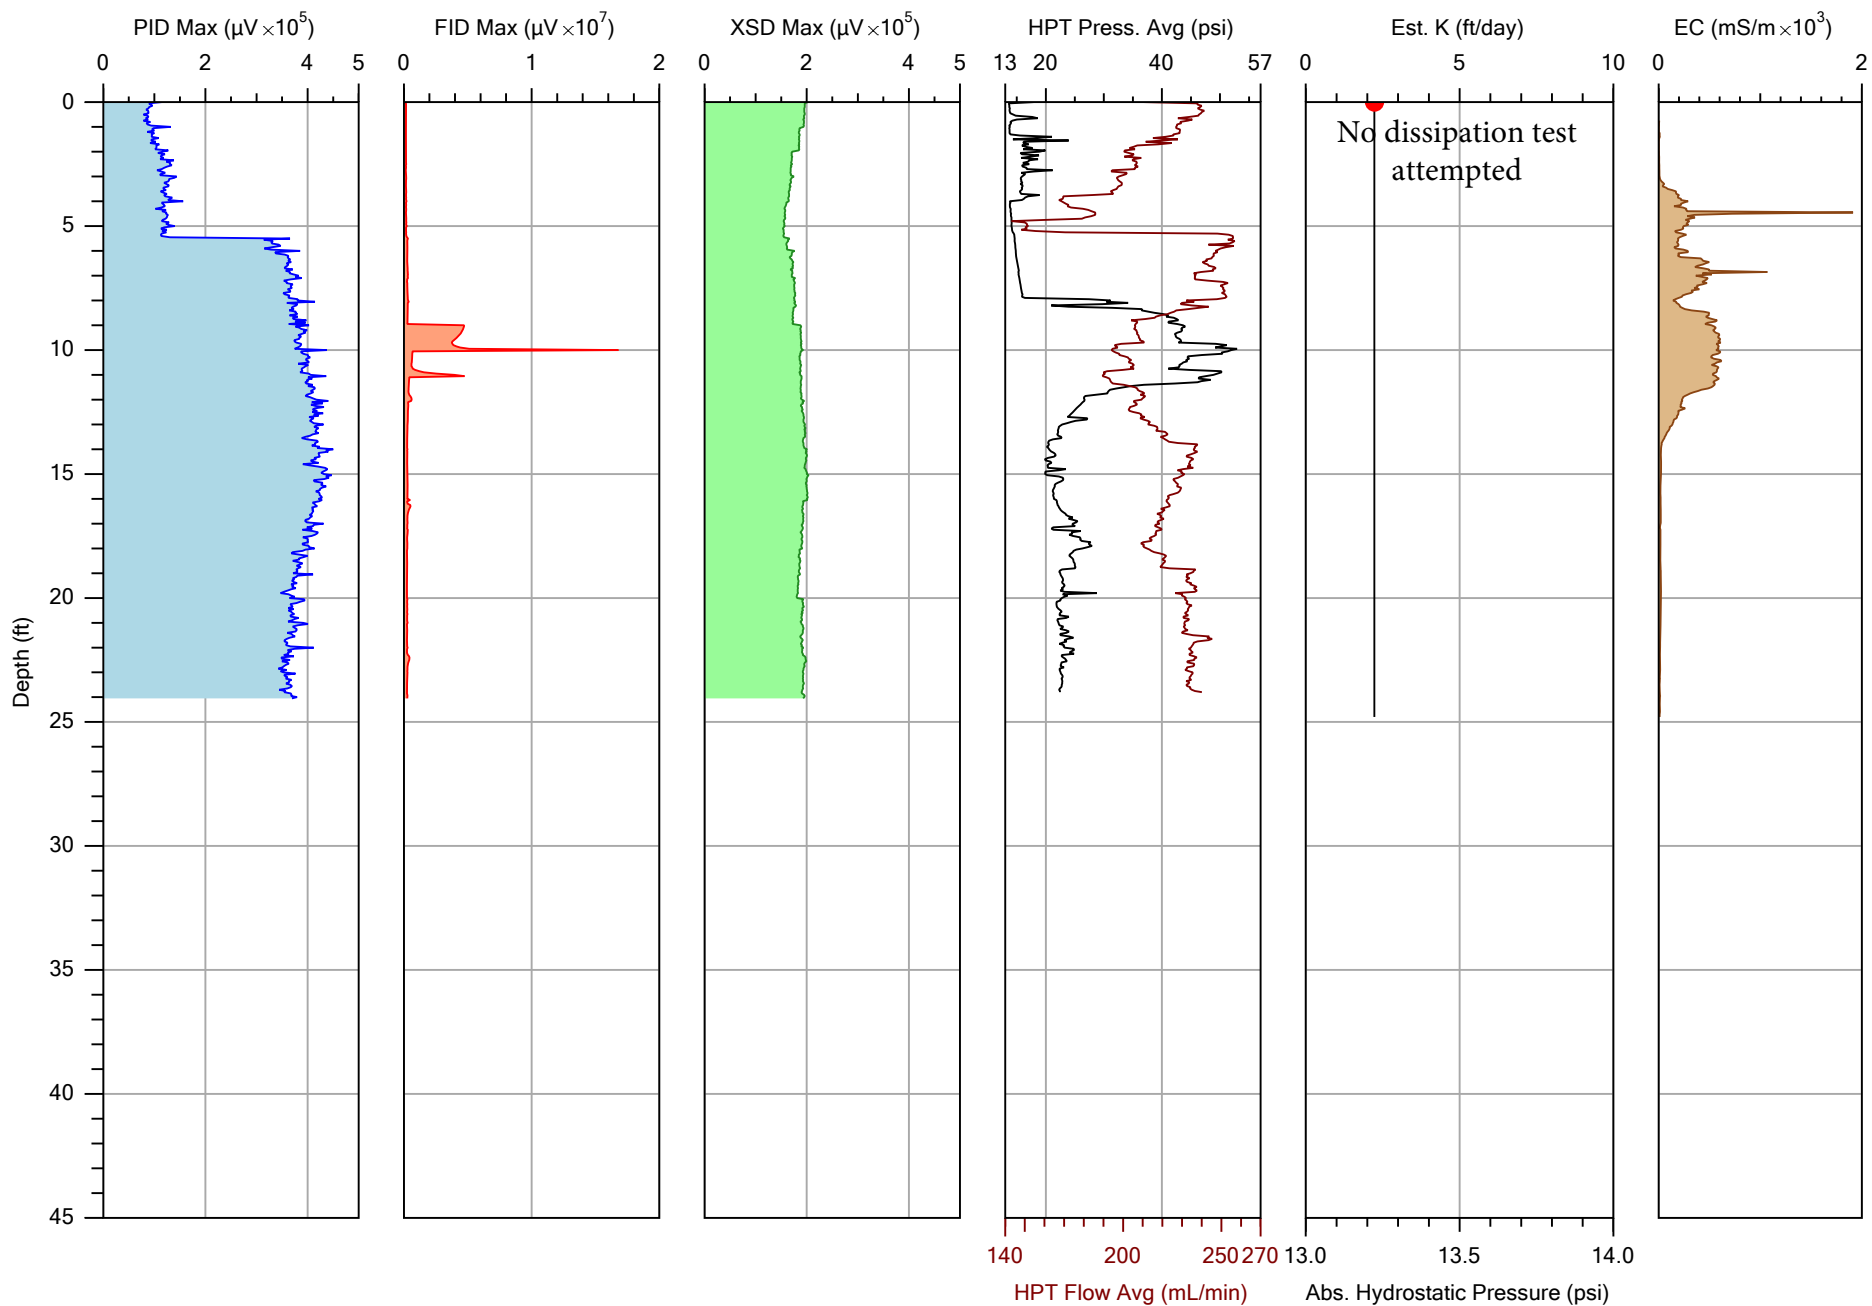 PID Max (µV ×10⁵) FID Max (µV ×10⁷) XSD Max (µV ×10⁵) HPT Press. Avg (psi) Est. K (ft/day) EC (mS/m ×10³)
0 2 4 5 0 1 2 0 2 4 5 13 20 40 57 0 5 10 0 2
No dissipation test
attempted
Depth (ft)
0
5
10
15
20
25
30
35
40
45
140 200 250 270 13.0 13.5 14.0
HPT Flow Avg (mL/min) Abs. Hydrostatic Pressure (psi)